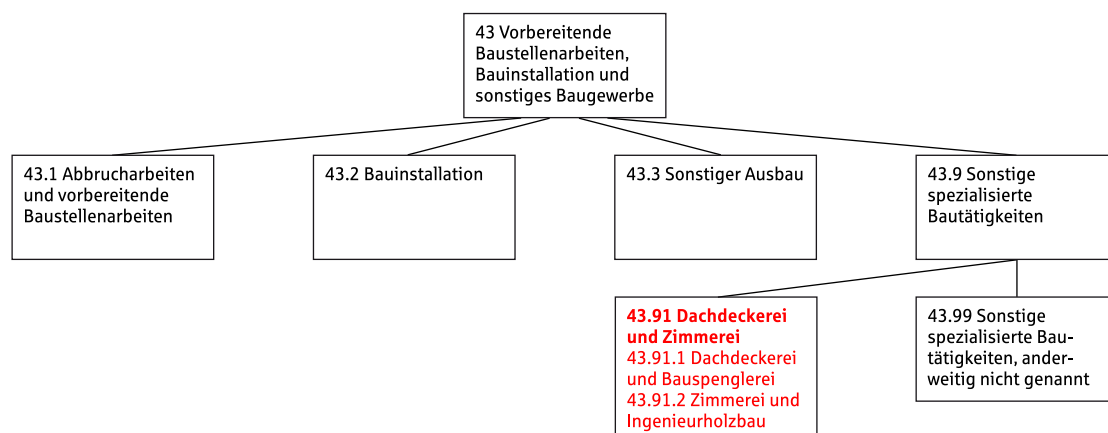 43 Vorbereitende
Baustellenarbeiten,
Bauinstallation und
sonstiges Baugewerbe
43.1 Abbrucharbeiten
und vorbereitende
Baustellenarbeiten
43.2 Bauinstallation
43.3 Sonstiger Ausbau
43.9 Sonstige
spezialisierte
Bautätigkeiten
43.91 Dachdeckerei
und Zimmerei
43.91.1 Dachdeckerei
und Bauspenglerei
43.91.2 Zimmerei und
Ingenieurholzbau
43.99 Sonstige
spezialisierte Bau-
tätigkeiten, ander-
weitig nicht genannt